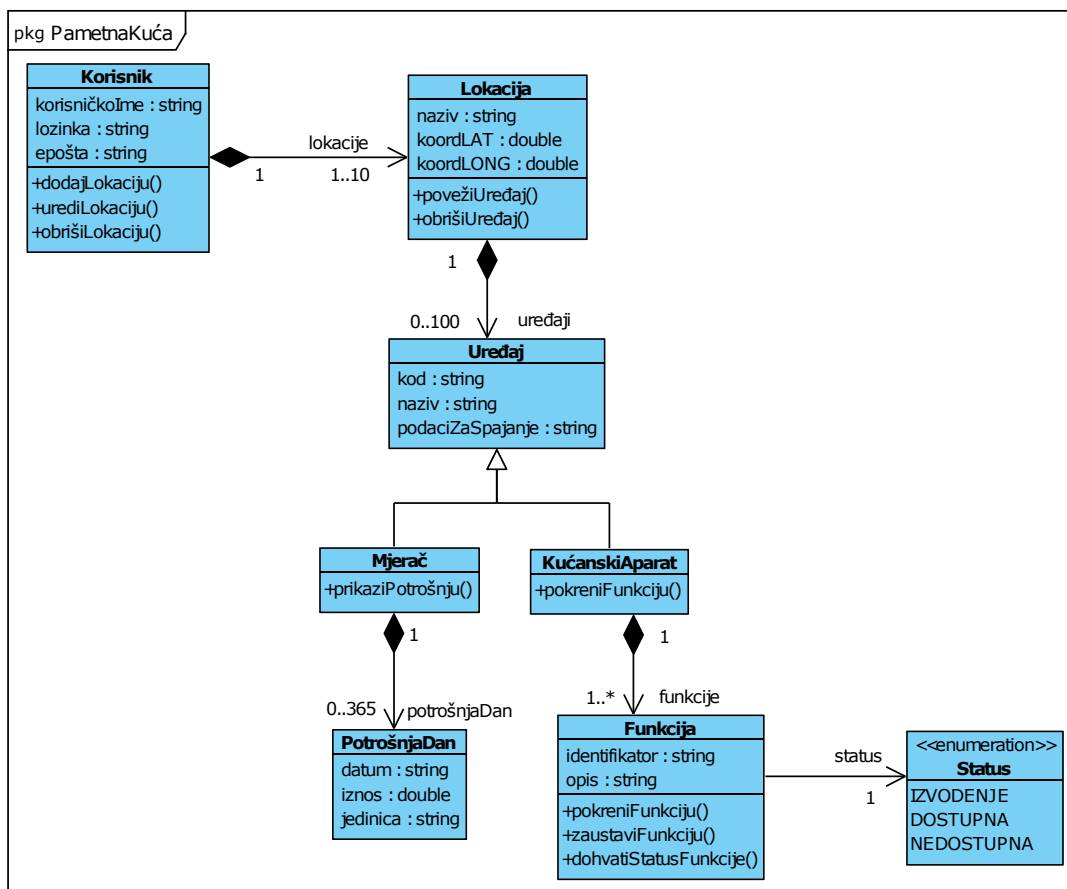 pkg PametnaKuća
Korisnik
korisničkoIme : string
lozinka : string
epošta : string
+dodajLokaciju()
+urediLokaciju()
+obrišiLokaciju()
1
lokacije
1..10
Lokacija
naziv : string
koordLAT : double
koordLONG : double
+povežiUređaj()
+obrišiUređaj()
1
0..100
uređaji
Uređaj
kod : string
naziv : string
podaciZaSpajanje : string
Mjerač
+prikaziPotrošnju()
1
0..365
potrošnjaDan
PotrošnjaDan
datum : string
iznos : double
jedinica : string
KućanskiAparat
+pokreniFunkciju()
1
1..*
funkcije
Funkcija
identifikator : string
opis : string
+pokreniFunkciju()
+zaustaviFunkciju()
+dohvatiStatusFunkcije()
status
1
<<enumeration>>
Status
IZVODENJE
DOSTUPNA
NEDOSTUPNA